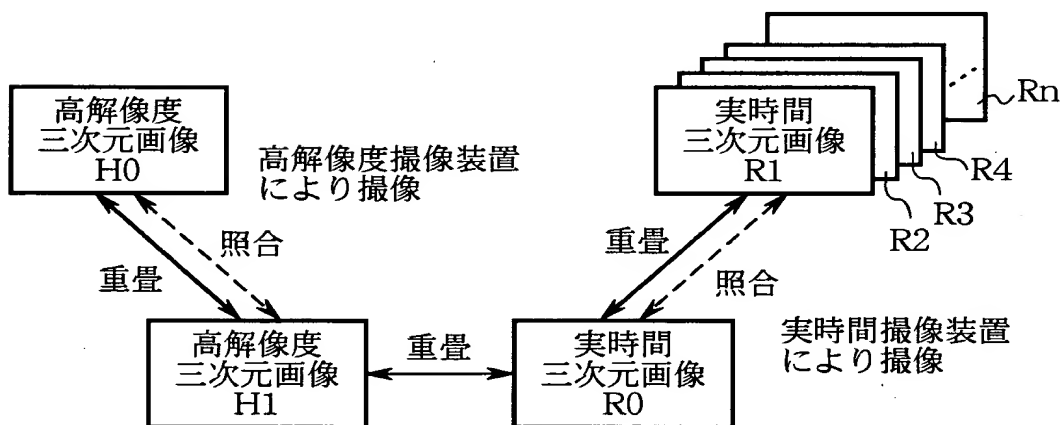 高解像度
三次元画像
H0
高解像度撮像装置
により撮像
実時間
三次元画像
R1
R2
R3
R4
Rn
照合
重畳
重畳
照合
高解像度
三次元画像
H1
重畳
実時間
三次元画像
R0
実時間撮像装置
により撮像